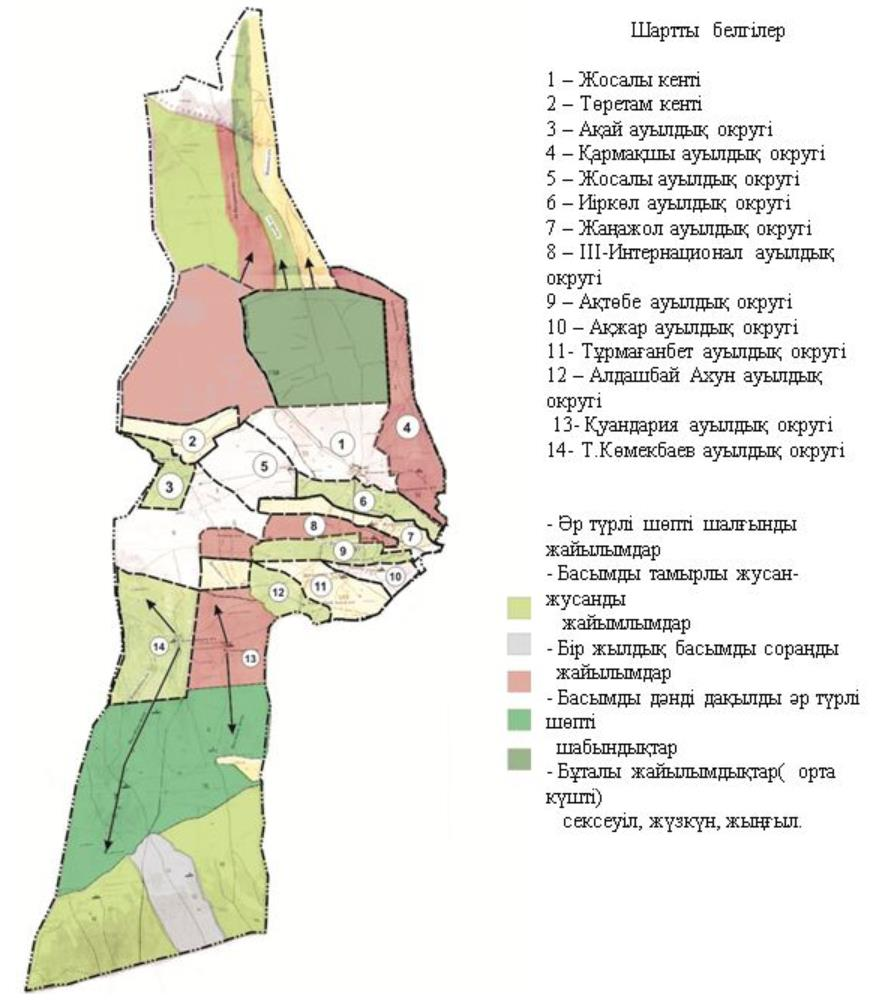 Шартты белгілер
1 – Жосалы кенті
2 – Төретам кенті
3 – Ақай ауылдық округі
4 – Қармақшы ауылдық округі
5 – Жосалы ауылдық округі
6 – Иіркөл ауылдық округі
7 – Жаңажол ауылдық округі
8 – ІІІ-Интернационал ауылдық
округі
9 – Ақтөбе ауылдық округі
10 – Ақжар ауылдық округі
11- Тұрмағанбет ауылдық округі
12 – Алдашбай Ахун ауылдық
округі
13- Қуандария ауылдық округі
14- Т.Көмекбаев ауылдық округі
- Әр түрлі шөпті шалғынды
жайылымдар
- Басымды тамырлы жусан-
жусанды
жайымлымдар
- Бір жылдық басымды сораңды
жайылымдар
- Басымды дәнді дақылды әр түрлі
шөпті
шабындықтар
- Бұталы жайылымдықтар( орта
күшті)
сексеуіл, жүзкүн, жыңғыл.
4
2
1
5
3
6
8
7
9
10
11
12
14
13